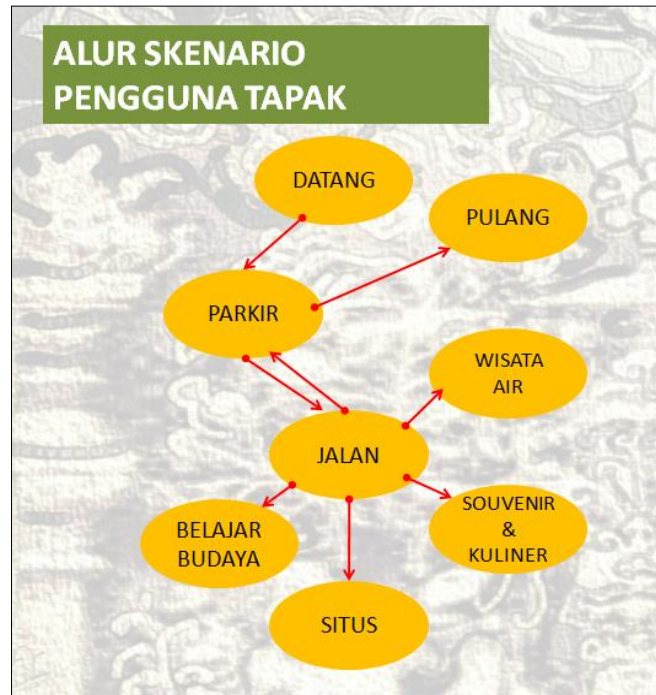 ALUR SKENARIO
PENGGUNA TAPAK
DATANG
PULANG
PARKIR
WISATA
AIR
JALAN
BELAJAR
BUDAYA
SOUVENIR
&
KULINER
SITUS